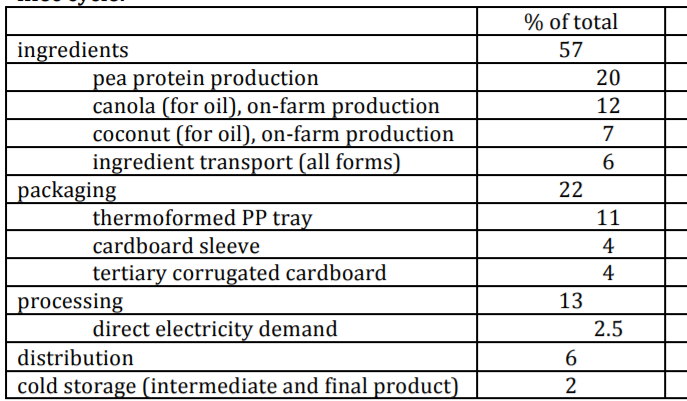 % of total
ingredients 57
pea protein production 20
canola (for oil), on-farm production 12
coconut (for oil), on-farm production 7
ingredient transport (all forms) 6
packaging 22
thermoformed PP tray 11
cardboard sleeve 4
tertiary corrugated cardboard 4
processing 13
direct electricity demand 2.5
distribution 6
cold storage (intermediate and final product) 2